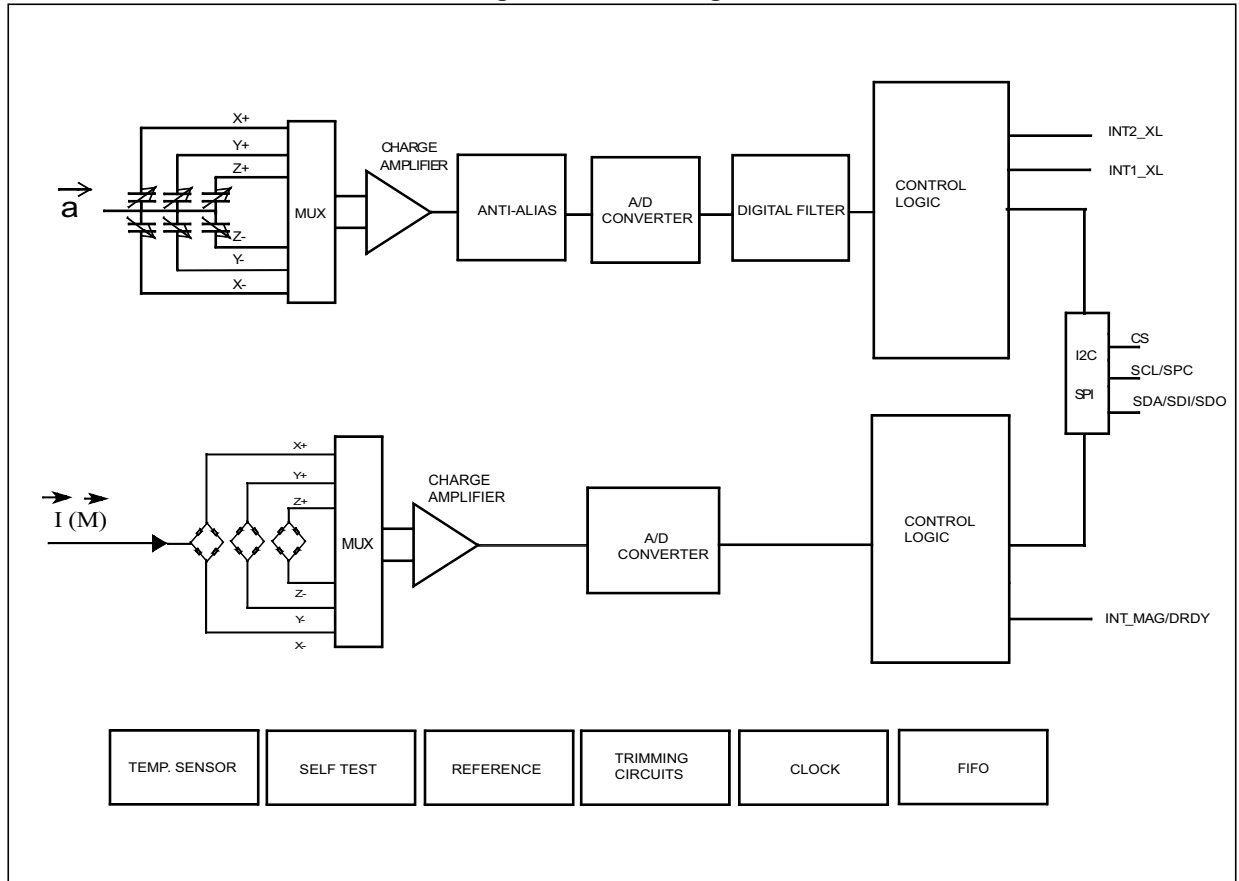 X+
Y+
Z+
a
Z-
Y-
X-
MUX
CHARGE
AMPLIFIER
ANTI-ALIAS
A/D
CONVERTER
DIGITAL FILTER
CONTROL
LOGIC
INT2_XL
INT1_XL
I2C
SPI
CS
SCL/SPC
SDA/SDI/SDO
X+
Y+
Z+
I (M)
Z-
Y-
X-
MUX
CHARGE
AMPLIFIER
A/D
CONVERTER
CONTROL
LOGIC
INT_MAG/DRDY
TEMP. SENSOR
SELF TEST
REFERENCE
TRIMMING
CIRCUITS
CLOCK
FIFO